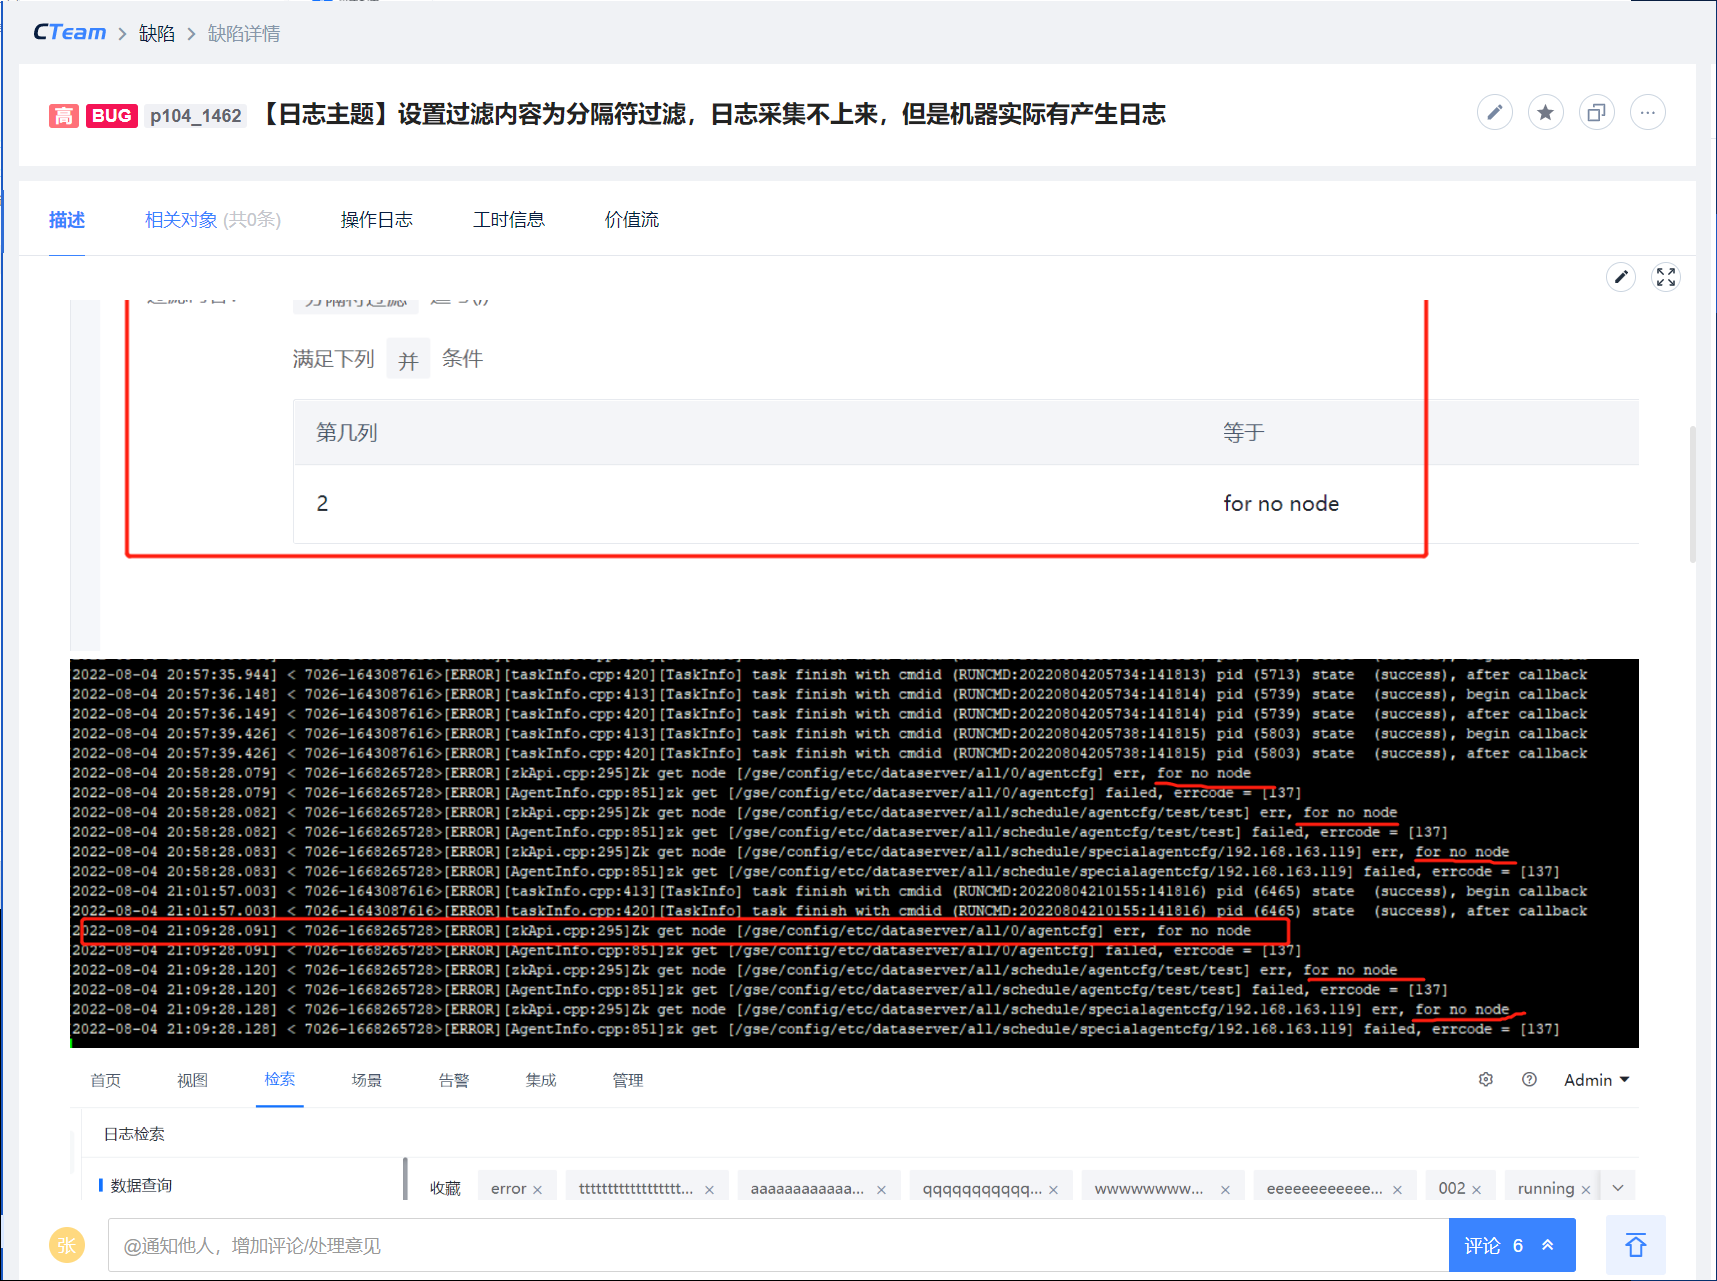 CTeam > 缺陷 > 缺陷详情
高 BUG p104_1462 【日志主题】设置过滤内容为分隔符过滤，日志采集不上来，但是机器实际有产生日志
描述 相关对象 (共0条) 操作日志 工时信息 价值流
分隔符过滤
满足下列 并 条件
第几列 等于
2 for no node
2022-08-04 20:57:35.944] < 7026-1643087616>[ERROR][taskInfo.cpp:420][TaskInfo] task finish with cmdid (RUNCMD:20220804205734:141813) pid (5713) state  (success), after callback
2022-08-04 20:57:36.148] < 7026-1643087616>[ERROR][taskInfo.cpp:413][TaskInfo] task finish with cmdid (RUNCMD:20220804205734:141814) pid (5739) state  (success), begin callback
2022-08-04 20:57:36.149] < 7026-1643087616>[ERROR][taskInfo.cpp:420][TaskInfo] task finish with cmdid (RUNCMD:20220804205734:141814) pid (5739) state  (success), after callback
2022-08-04 20:57:39.426] < 7026-1643087616>[ERROR][taskInfo.cpp:413][TaskInfo] task finish with cmdid (RUNCMD:20220804205738:141815) pid (5803) state  (success), begin callback
2022-08-04 20:57:39.426] < 7026-1643087616>[ERROR][taskInfo.cpp:420][TaskInfo] task finish with cmdid (RUNCMD:20220804205738:141815) pid (5803) state  (success), after callback
2022-08-04 20:58:28.079] < 7026-1668265728>[ERROR][zkApi.cpp:295]Zk get node [/gse/config/etc/dataserver/all/0/agentcfg] err, for no node
2022-08-04 20:58:28.079] < 7026-1668265728>[ERROR][AgentInfo.cpp:851]zk get [/gse/config/etc/dataserver/all/0/agentcfg] failed, errcode = [137]
2022-08-04 20:58:28.082] < 7026-1668265728>[ERROR][zkApi.cpp:295]Zk get node [/gse/config/etc/dataserver/all/schedule/agentcfg/test/test] err, for no node
2022-08-04 20:58:28.082] < 7026-1668265728>[ERROR][AgentInfo.cpp:851]zk get [/gse/config/etc/dataserver/all/schedule/agentcfg/test/test] failed, errcode = [137]
2022-08-04 20:58:28.083] < 7026-1668265728>[ERROR][zkApi.cpp:295]Zk get node [/gse/config/etc/dataserver/all/schedule/specialagentcfg/192.168.163.119] err, for no node
2022-08-04 20:58:28.083] < 7026-1668265728>[ERROR][AgentInfo.cpp:851]zk get [/gse/config/etc/dataserver/all/schedule/specialagentcfg/192.168.163.119] failed, errcode = [137]
2022-08-04 21:01:57.003] < 7026-1643087616>[ERROR][taskInfo.cpp:413][TaskInfo] task finish with cmdid (RUNCMD:20220804210155:141816) pid (6465) state  (success), begin callback
2022-08-04 21:01:57.003] < 7026-1643087616>[ERROR][taskInfo.cpp:420][TaskInfo] task finish with cmdid (RUNCMD:20220804210155:141816) pid (6465) state  (success), after callback
2022-08-04 21:09:28.091] < 7026-1668265728>[ERROR][zkApi.cpp:295]Zk get node [/gse/config/etc/dataserver/all/0/agentcfg] err, for no node
2022-08-04 21:09:28.091] < 7026-1668265728>[ERROR][AgentInfo.cpp:851]zk get [/gse/config/etc/dataserver/all/0/agentcfg] failed, errcode = [137]
2022-08-04 21:09:28.120] < 7026-1668265728>[ERROR][zkApi.cpp:295]Zk get node [/gse/config/etc/dataserver/all/schedule/agentcfg/test/test] err, for no node
2022-08-04 21:09:28.120] < 7026-1668265728>[ERROR][AgentInfo.cpp:851]zk get [/gse/config/etc/dataserver/all/schedule/agentcfg/test/test] failed, errcode = [137]
2022-08-04 21:09:28.128] < 7026-1668265728>[ERROR][zkApi.cpp:295]Zk get node [/gse/config/etc/dataserver/all/schedule/specialagentcfg/192.168.163.119] err, for no node
2022-08-04 21:09:28.128] < 7026-1668265728>[ERROR][AgentInfo.cpp:851]zk get [/gse/config/etc/dataserver/all/schedule/specialagentcfg/192.168.163.119] failed, errcode = [137]
首页 视图 检索 场景 告警 集成 管理 Admin
日志检索
数据查询 收藏 error × tttttttttttttttttt... × aaaaaaaaaaaa... × qqqqqqqqqqq... × wwwwwwwww... × eeeeeeeeeeee... × 002 × running ×
张 @通知他人，增加评论/处理意见 评论 6